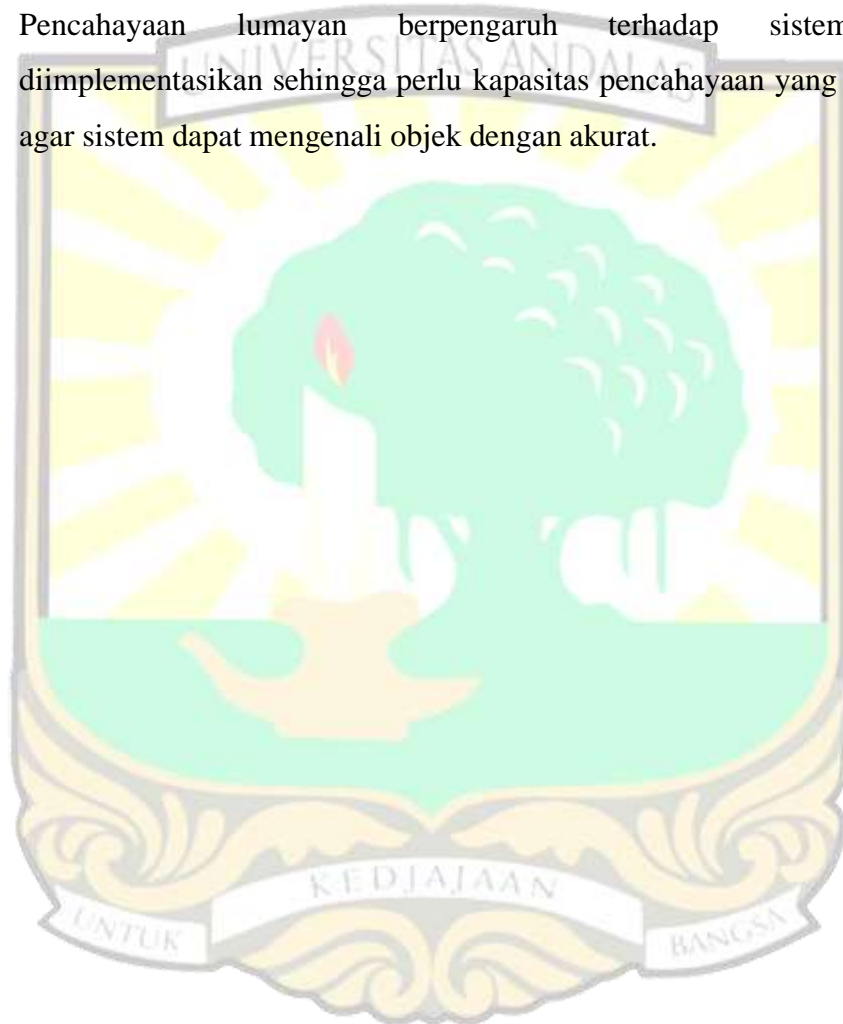 Pencahayaan lumayan berpengaruh terhadap sistem
diimplementasikan sehingga perlu kapasitas pencahayaan yang
agar sistem dapat mengenali objek dengan akurat.
UNIVERSITAS ANDALAS
UNTUK KEDJAJAAN BANGSA